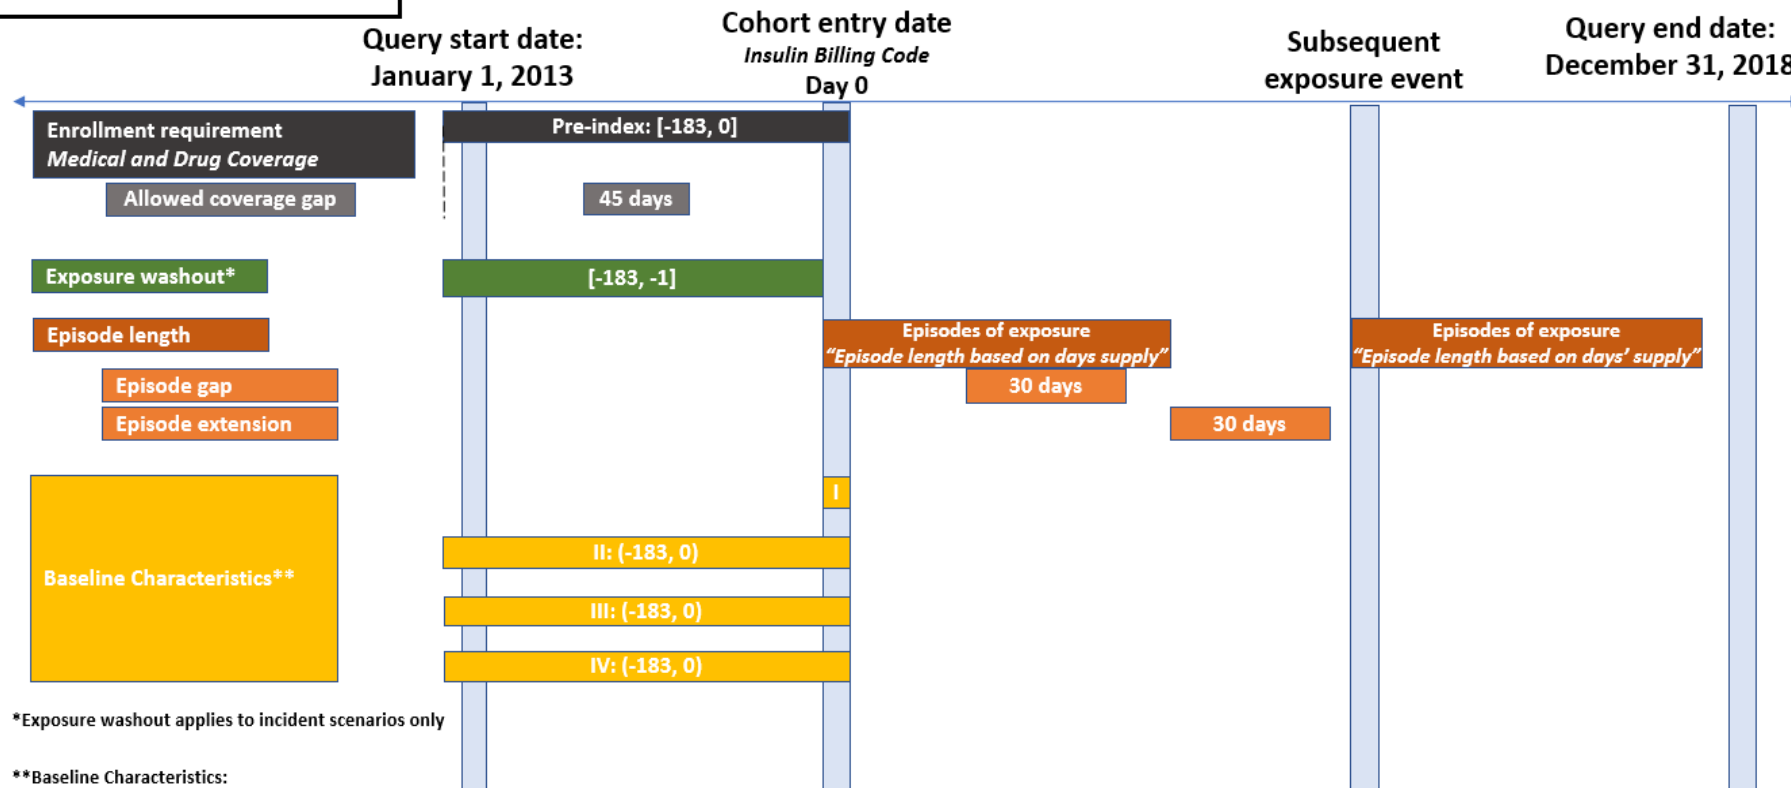 Query start date:
January 1, 2013
Cohort entry date
Insulin Billing Code
Day 0
Subsequent
exposure event
Query end date:
December 31, 2018
Enrollment requirement
Medical and Drug Coverage
Pre-index: [-183, 0]
Allowed coverage gap
45 days
Exposure washout*
[-183, -1]
Episode length
Episodes of exposure
“Episode length based on days supply”
Episodes of exposure
“Episode length based on days’ supply”
Episode gap
30 days
Episode extension
30 days
Baseline Characteristics**
I
II: (-183, 0)
III: (-183, 0)
IV: (-183, 0)
*Exposure washout applies to incident scenarios only
**Baseline Characteristics: